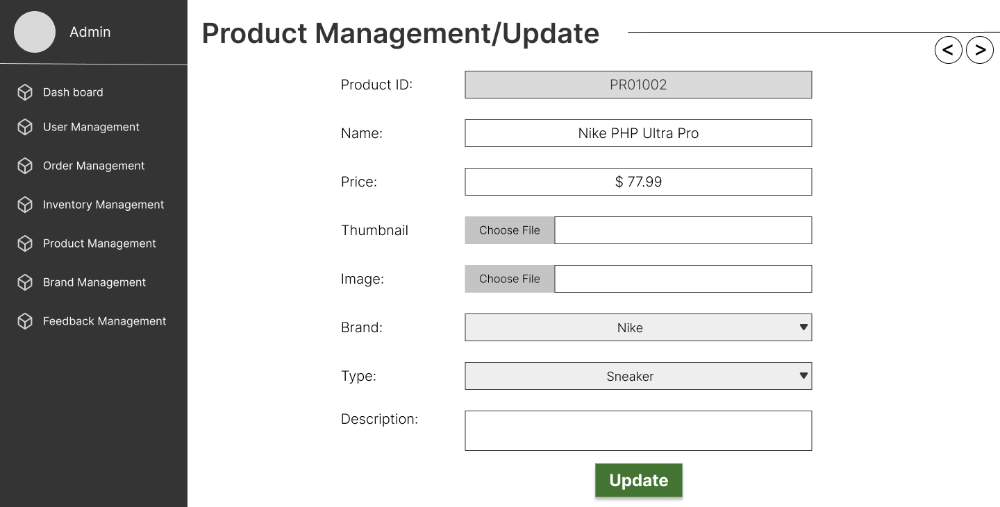 Admin
Dash board
User Management
Order Management
Inventory Management
Product Management
Brand Management
Feedback Management
Product Management/Update
< >
Product ID: PR01002
Name: Nike PHP Ultra Pro
Price: $ 77.99
Thumbnail Choose File
Image: Choose File
Brand: Nike
Type: Sneaker
Description:
Update